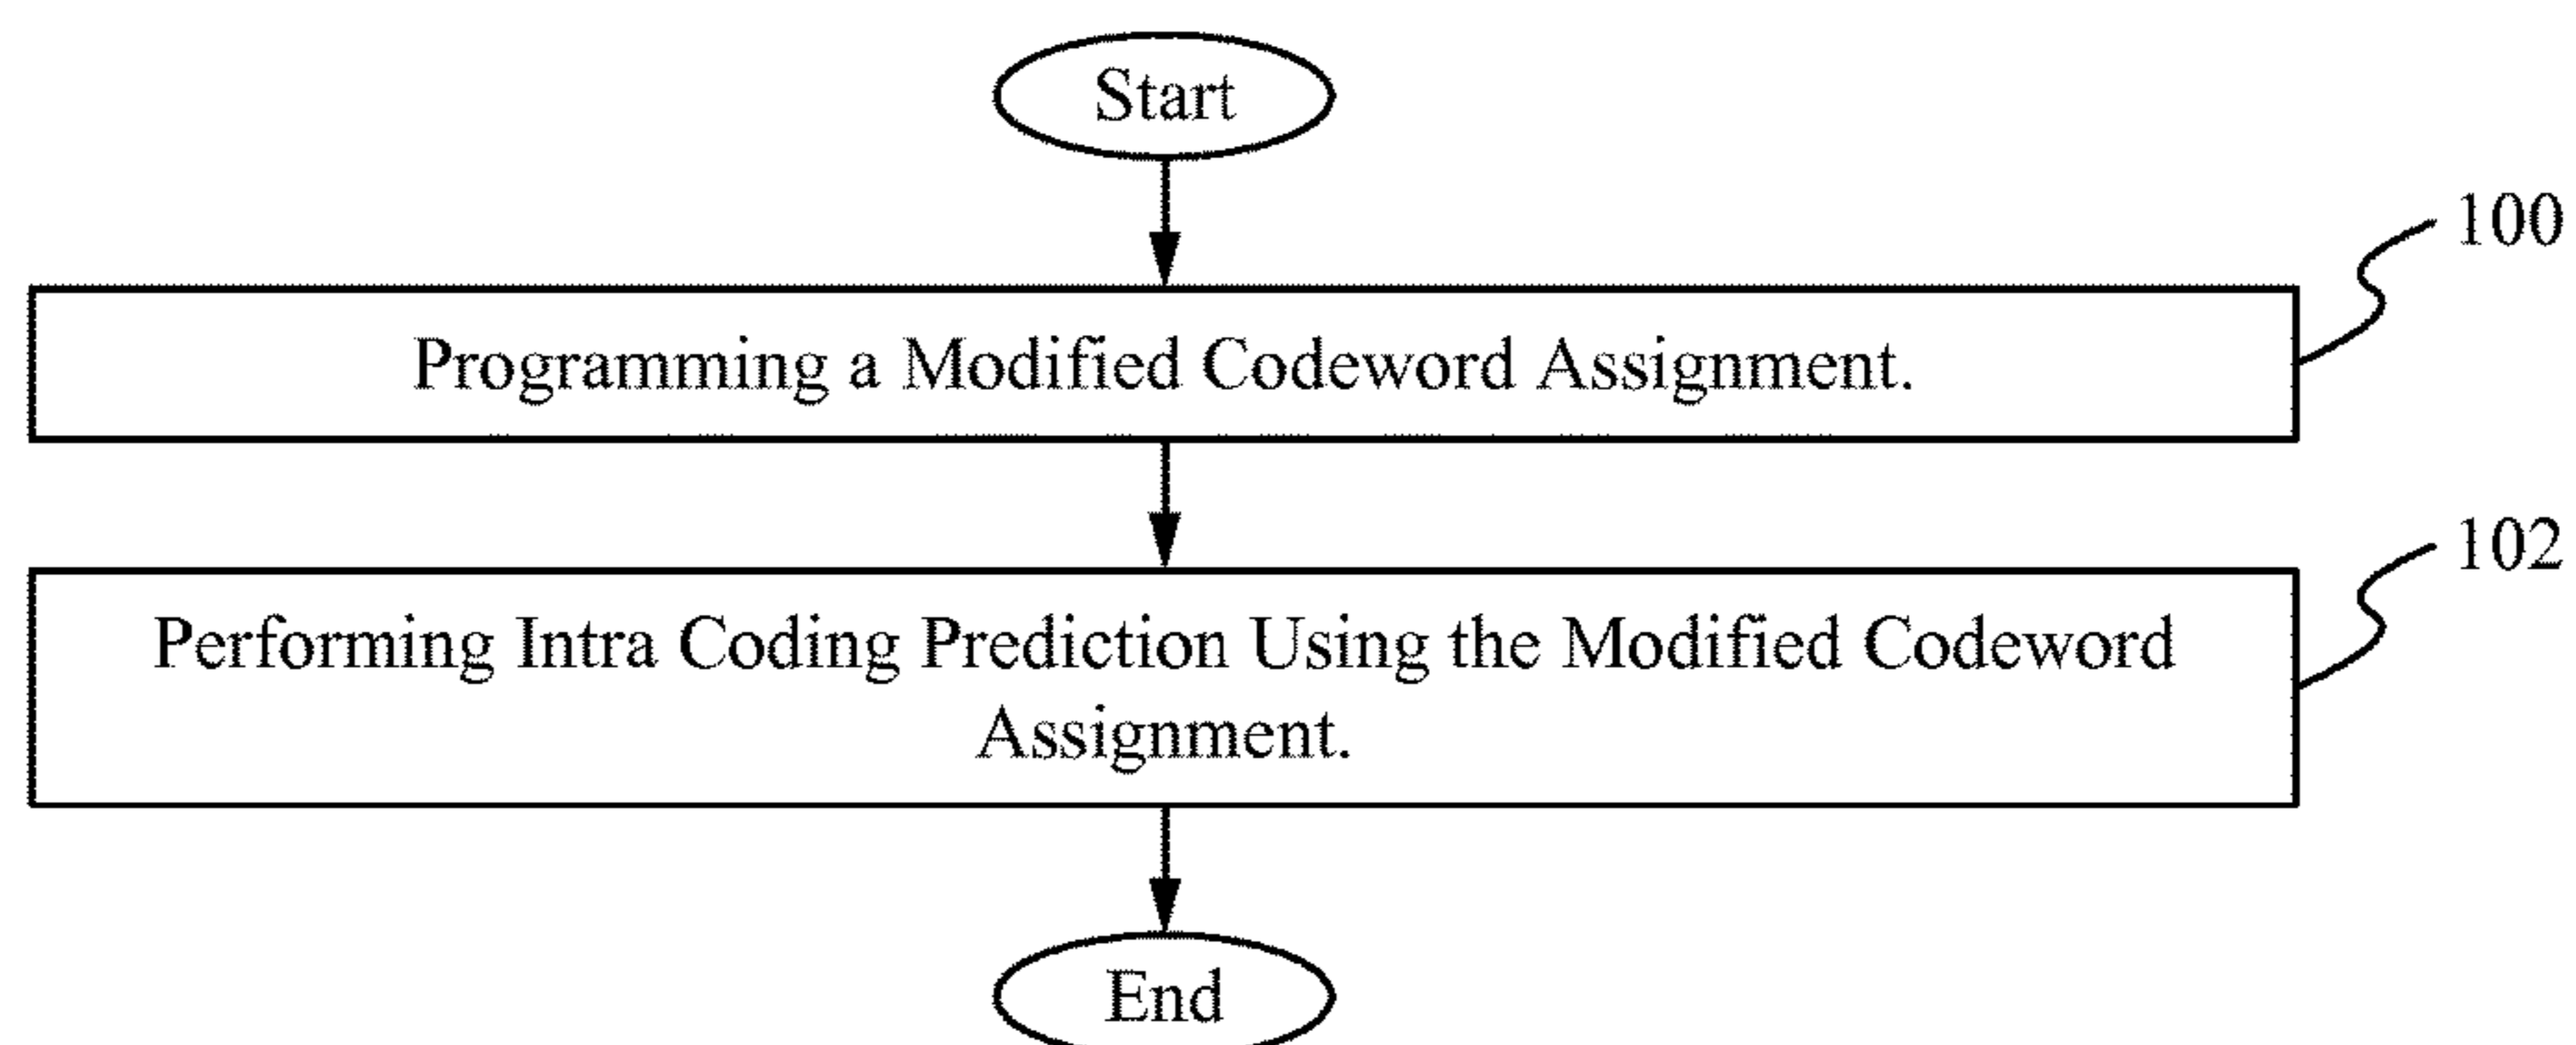 Start
100
Programming a Modified Codeword Assignment.
102
Performing Intra Coding Prediction Using the Modified Codeword
Assignment.
End